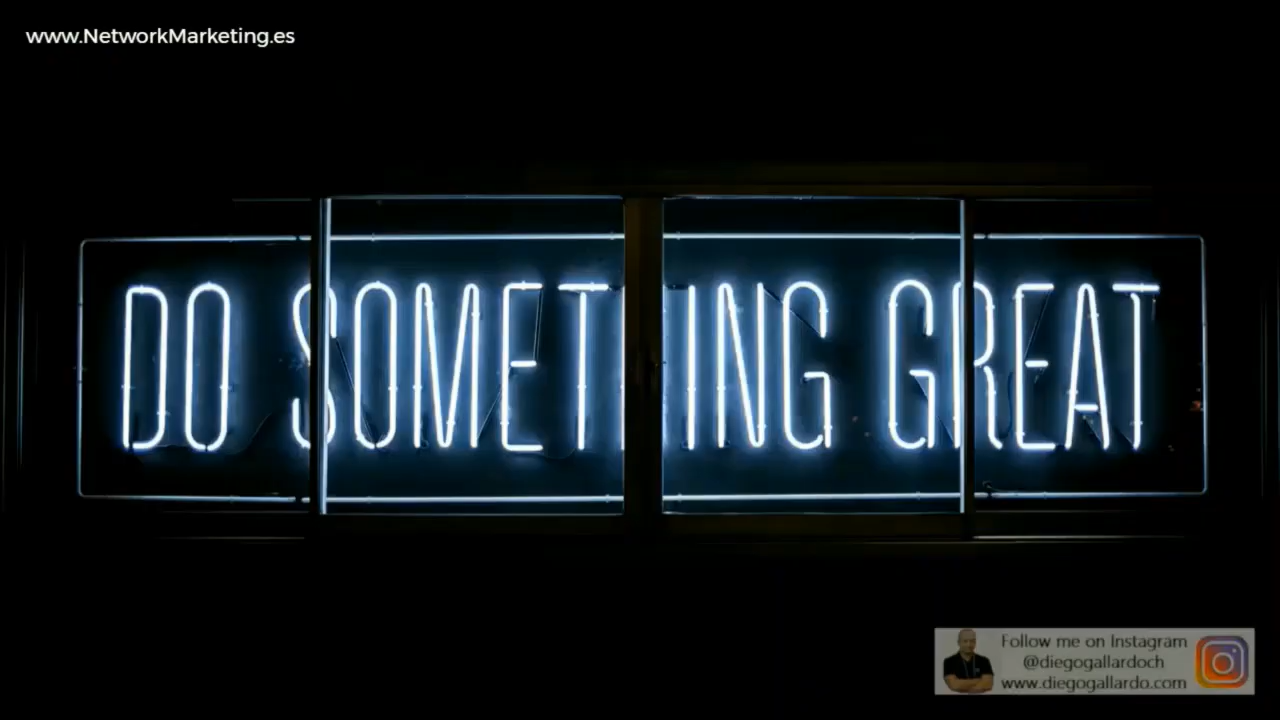 www.NetworkMarketing.es
DO SOMETHING GREAT
Follow me on Instagram
@diegogallardoch
www.diegogallardo.com